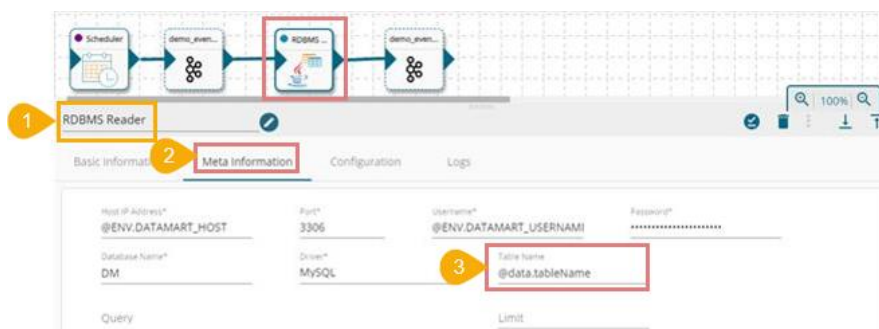 Scheduler
demo_even...
RDBMS ...
demo_even...
100%
1
RDBMS Reader
Basic Informat
2
Meta Information
Configuration
Logs
Host IP Address*
Port*
Username*
Password*
@ENV.DATAMART_HOST
3306
@ENV.DATAMART_USERNAMI
••••••••••••••••••••••
Database Name*
Driver*
3
Table Name
DM
MySQL
@data.tableName
Query
Limit